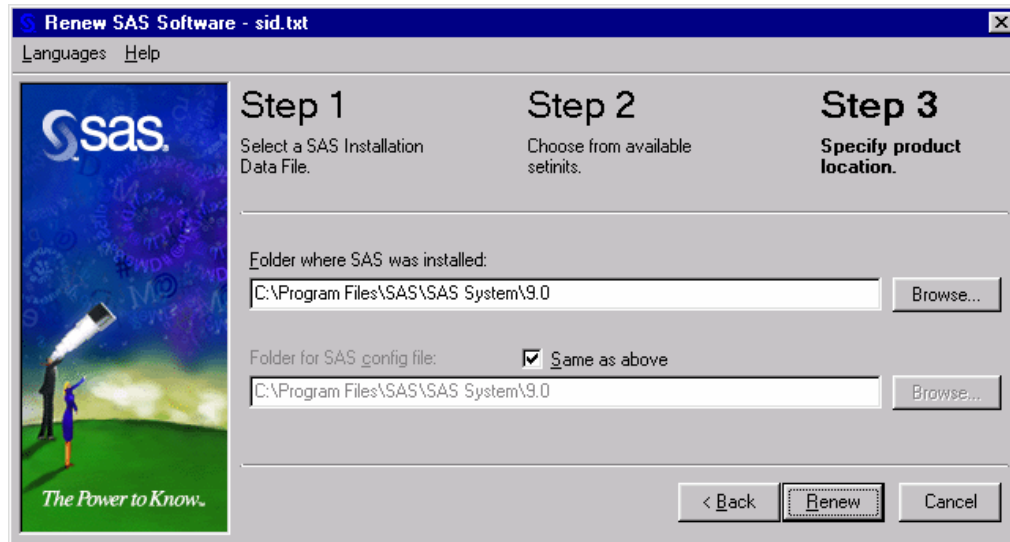 Renew SAS Software - sid.txt
Languages Help
sas.
Step 1
Select a SAS Installation
Data File.
Step 2
Choose from available
setinits.
Step 3
Specify product
location.
Folder where SAS was installed:
C:\Program Files\SAS\SAS System\9.0
Browse...
Folder for SAS config file:
Same as above
C:\Program Files\SAS\SAS System\9.0
Browse...
The Power to Know™
< Back
Renew
Cancel